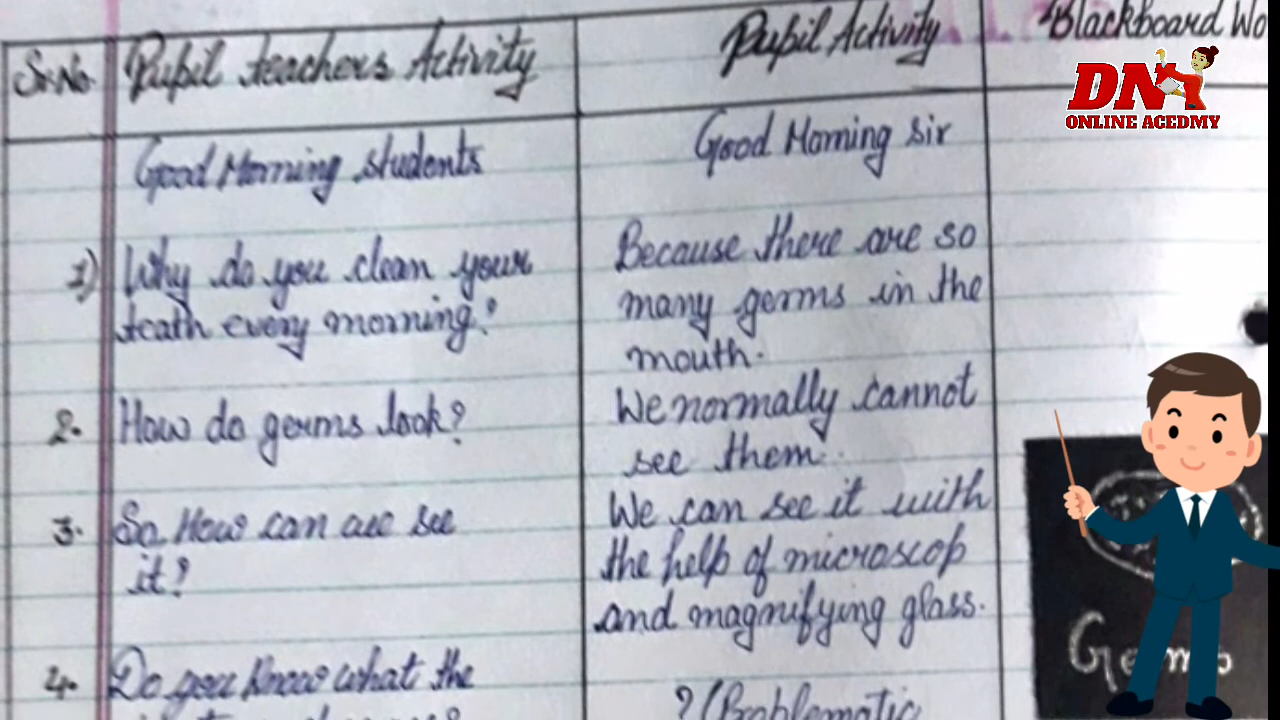 Sr.No. Pupil teachers Activity Pupil Activity Blackboard Wo
DN
ONLINE ACEDMY
Good Morning students Good Morning sir
1) Why do you clean your
teath every morning?
Because there are so
many germs in the
mouth.
2. How do germs look?
We normally cannot
see them.
3. So How can we see
it?
We can see it with
the help of microscop
and magnifying glass.
4. Do you know what the
?(Problematic
Germs